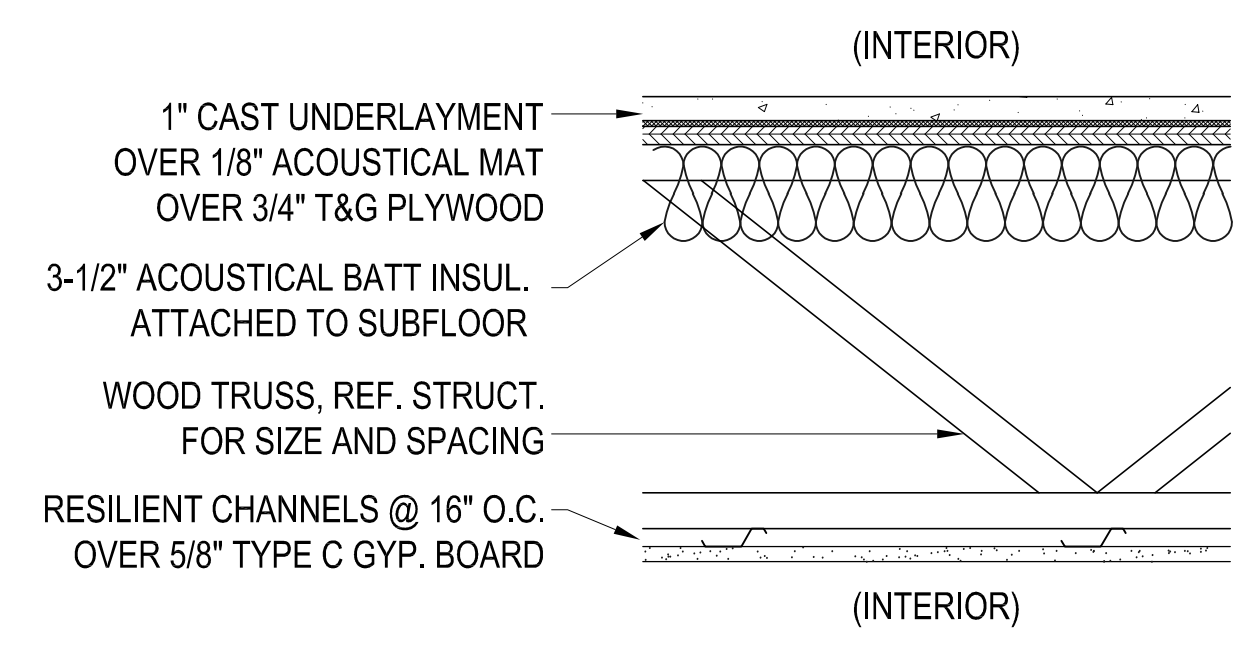 (INTERIOR)
1" CAST UNDERLAYMENT
OVER 1/8" ACOUSTICAL MAT
OVER 3/4" T&G PLYWOOD
3-1/2" ACOUSTICAL BATT INSUL.
ATTACHED TO SUBFLOOR
WOOD TRUSS, REF. STRUCT.
FOR SIZE AND SPACING
RESILIENT CHANNELS @ 16" O.C.
OVER 5/8" TYPE C GYP. BOARD
(INTERIOR)